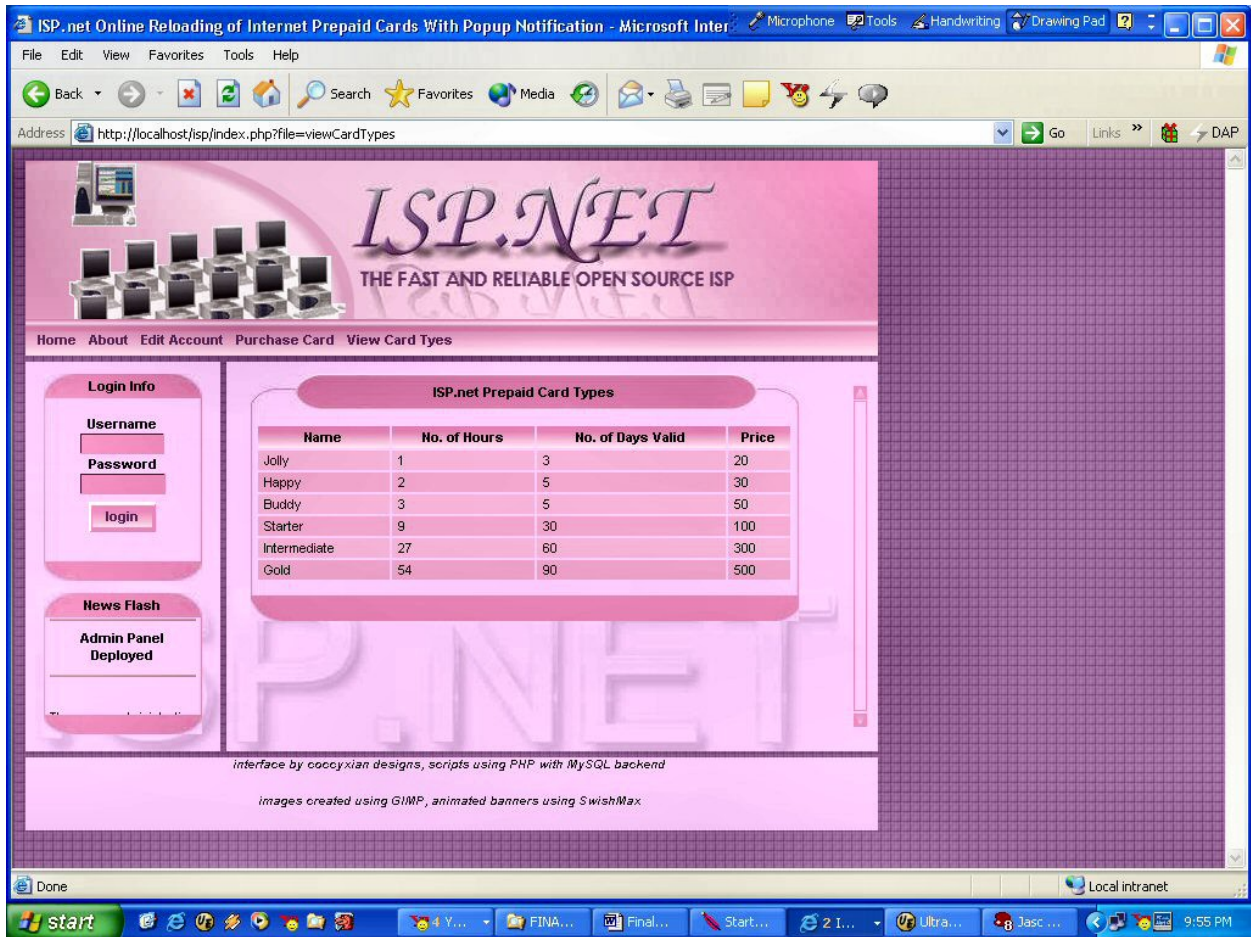 ISP.net Online Reloading of Internet Prepaid Cards With Popup Notification - Microsoft Inter
Microphone Tools Handwriting Drawing Pad
File Edit View Favorites Tools Help
Back Search Favorites Media
Address http://localhost/isp/index.php?file=viewCardTypes Go Links » DAP
ISP.NET
THE FAST AND RELIABLE OPEN SOURCE ISP
Home About Edit Account Purchase Card View Card Tyes
Login Info
Username
Password
login
News Flash
Admin Panel
Deployed
ISP.net Prepaid Card Types
Name No. of Hours No. of Days Valid Price
Jolly 1 3 20
Happy 2 5 30
Buddy 3 5 50
Starter 9 30 100
Intermediate 27 60 300
Gold 54 90 500
P.NET
interface by coccyxian designs, scripts using PHP with MySQL backend
images created using GIMP, animated banners using SwishMax
Done Local intranet
start 4 Y... FINA... Final... Start... 2 I... Ultra... Jasc ... 9:55 PM